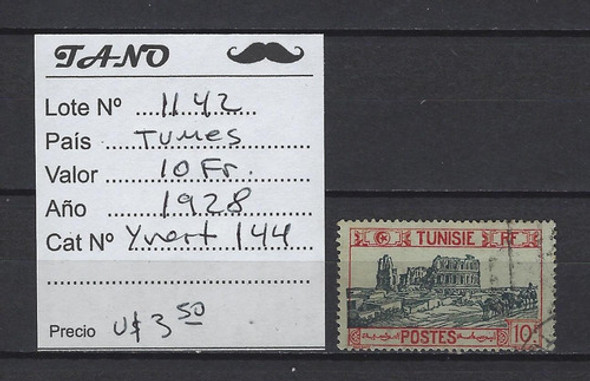 TANO
Lote Nº 1142
País Tunes
Valor 10 Fr.
Año 1928
Cat Nº Yvert 144
Precio U$ 3.50
TUNISIE RF
POSTES 10F